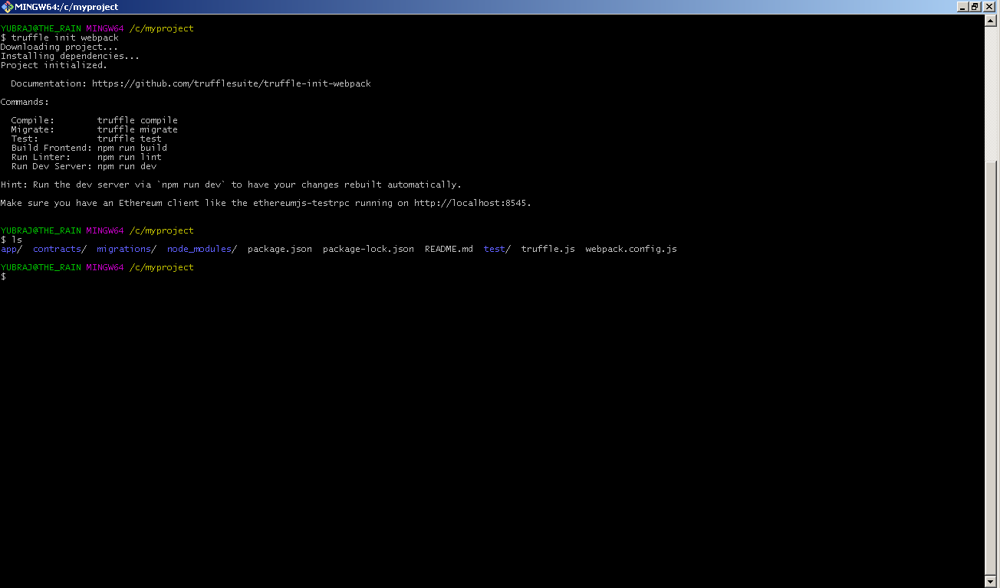 MINGW64:/c/myproject
YUBRAJ@THE_RAIN MINGW64 /c/myproject
$ truffle init webpack
Downloading project...
Installing dependencies...
Project initialized.
Documentation: https://github.com/trufflesuite/truffle-init-webpack
Commands:
Compile:        truffle compile
Migrate:        truffle migrate
Test:           truffle test
Build Frontend: npm run build
Run Linter:     npm run lint
Run Dev Server: npm run dev
Hint: Run the dev server via `npm run dev` to have your changes rebuilt automatically.
Make sure you have an Ethereum client like the ethereumjs-testrpc running on http://localhost:8545.
YUBRAJ@THE_RAIN MINGW64 /c/myproject
$ ls
app/  contracts/  migrations/  node_modules/  package.json  package-lock.json  README.md  test/  truffle.js  webpack.config.js
YUBRAJ@THE_RAIN MINGW64 /c/myproject
$